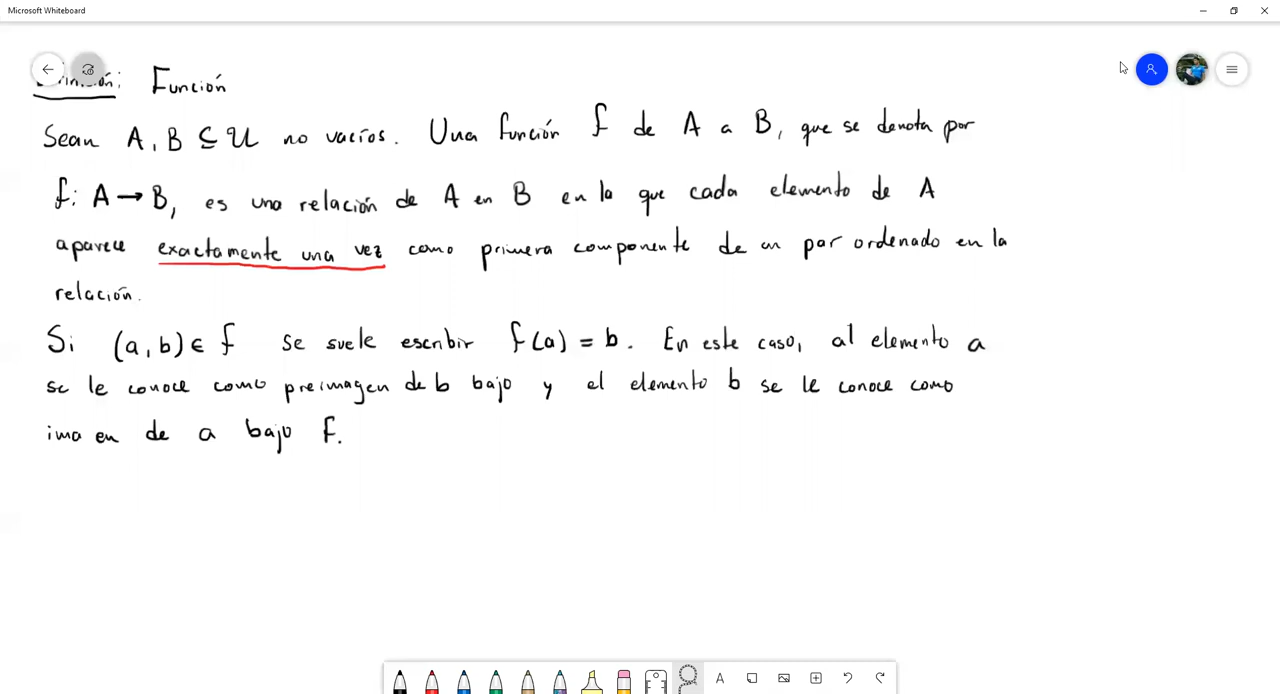 Microsoft Whiteboard
Función
Sean A, B ⊆ U no vacíos. Una función f de A a B, que se denota por
f: A → B, es una relación de A en B en la que cada elemento de A
aparece exactamente una vez como primera componente de un par ordenado en la
relación.
Si (a, b) ∈ f se suele escribir f(a) = b. En este caso, al elemento a
se le conoce como preimagen de b bajo y el elemento b se le conoce como
ima en de a bajo f.
A